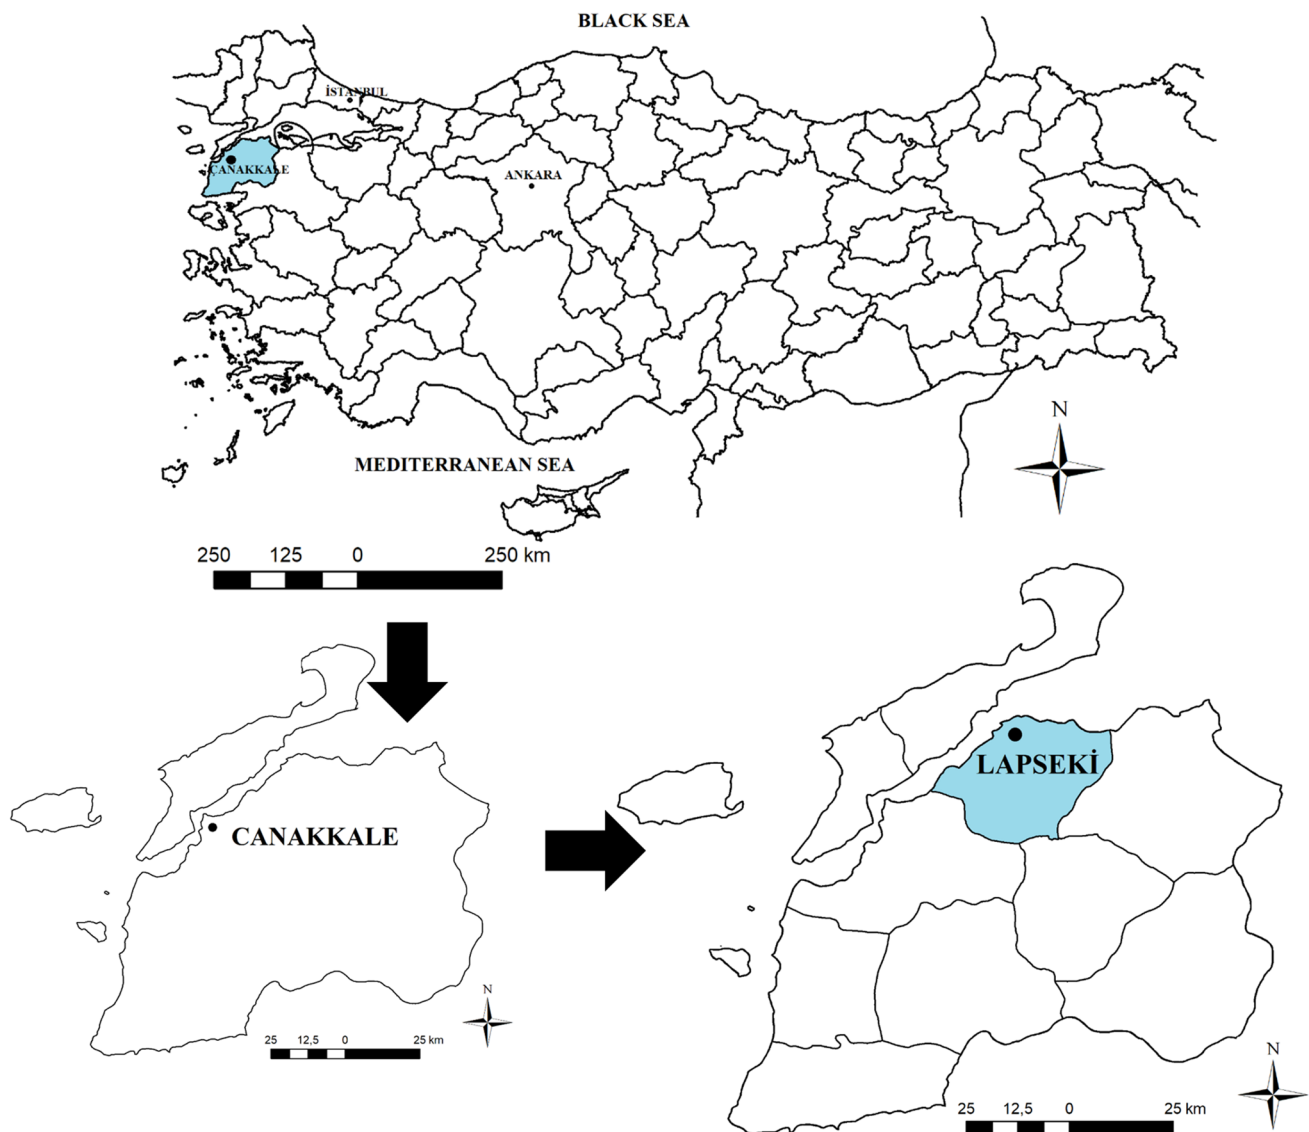 BLACK SEA
İSTANBUL
ÇANAKKALE
ANKARA
N
MEDITERRANEAN SEA
250 125 0 250 km
CANAKKALE
N
25 12,5 0 25 km
LAPSEKİ
N
25 12,5 0 25 km